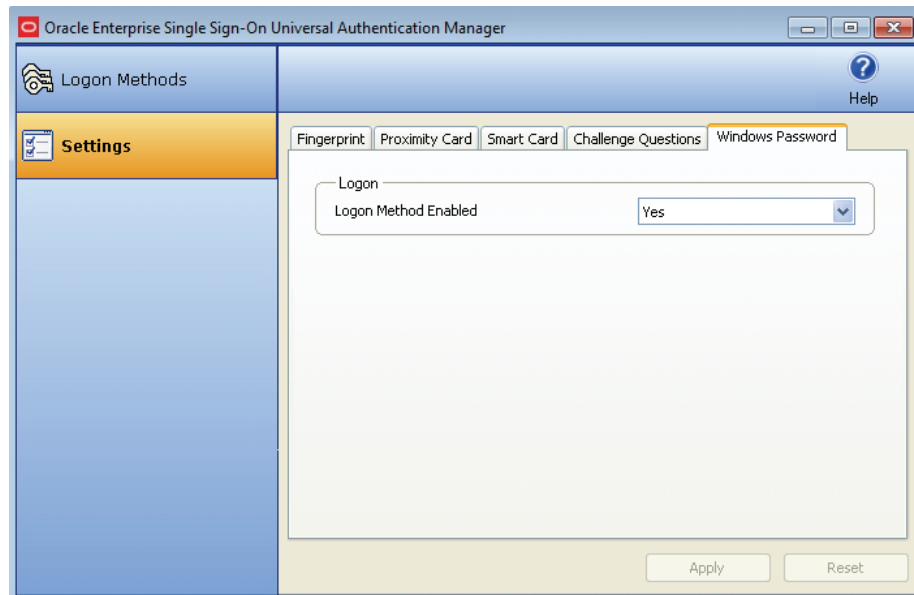 Oracle Enterprise Single Sign-On Universal Authentication Manager
Logon Methods
Help
Settings
Fingerprint Proximity Card Smart Card Challenge Questions Windows Password
Logon
Logon Method Enabled Yes
Apply Reset